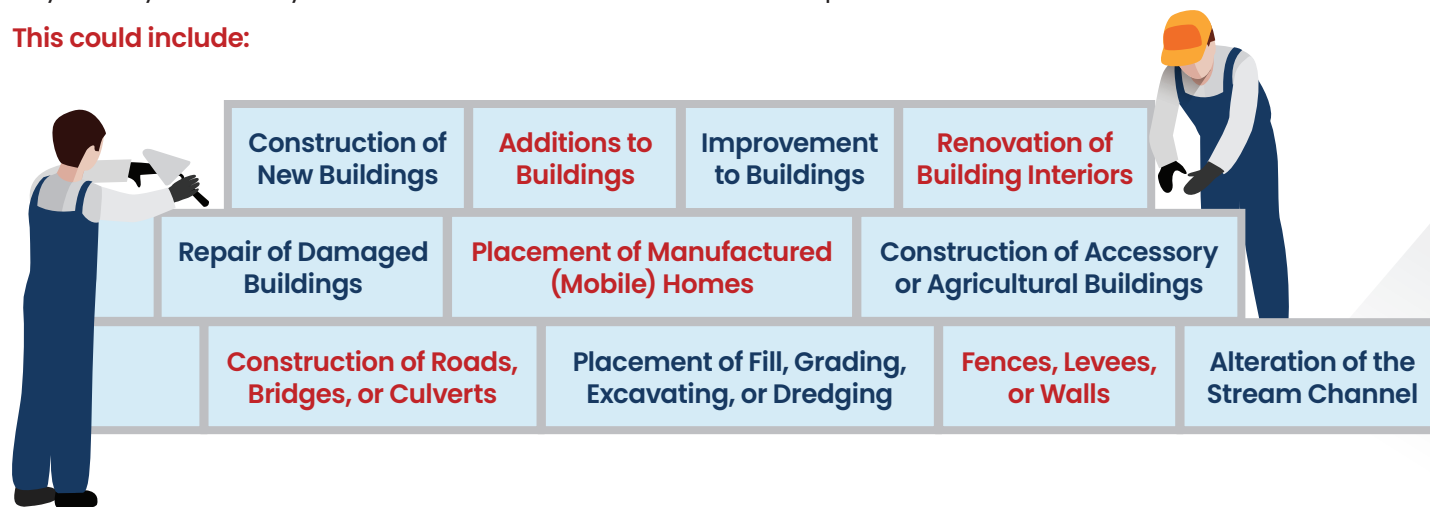 This could include:
Construction of
New Buildings
Additions to
Buildings
Improvement
to Buildings
Renovation of
Building Interiors
Repair of Damaged
Buildings
Placement of Manufactured
(Mobile) Homes
Construction of Accessory
or Agricultural Buildings
Construction of Roads,
Bridges, or Culverts
Placement of Fill, Grading,
Excavating, or Dredging
Fences, Levees,
or Walls
Alteration of the
Stream Channel